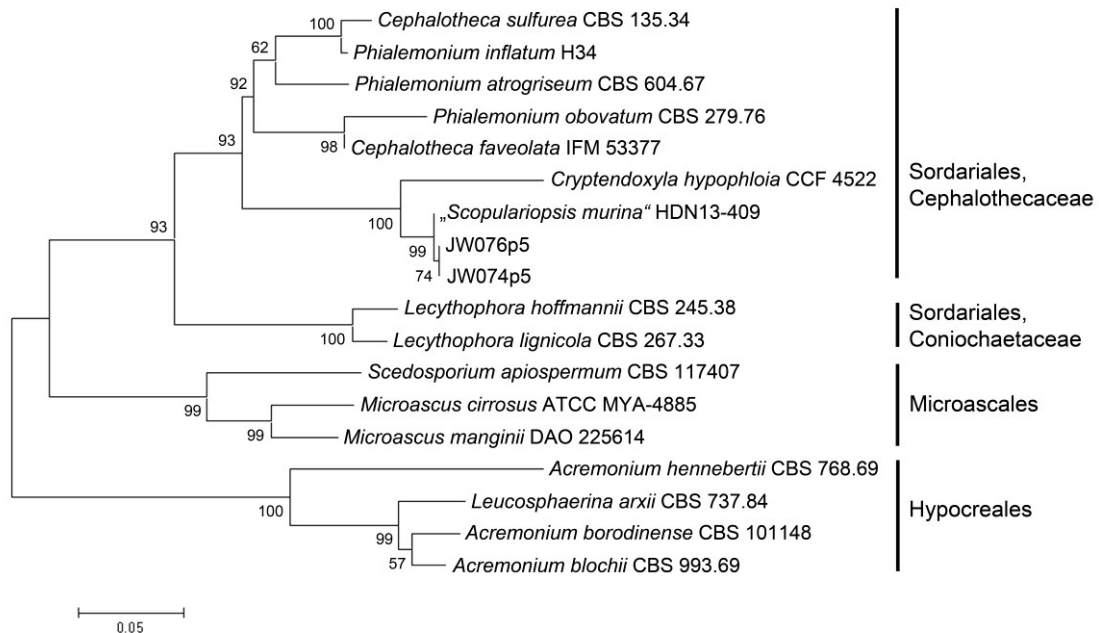 100
Cephalotheca sulfurea CBS 135.34
Phialemonium inflatum H34
62
Phialemonium atrogriseum CBS 604.67
92
Phialemonium obovatum CBS 279.76
98
Cephalotheca faveolata IFM 53377
93
Cryptendoxyla hypophloia CCF 4522
100
„Scopulariopsis murina“ HDN13-409
99
JW076p5
74
JW074p5
Sordariales,
Cephalothecaceae
93
Lecythophora hoffmannii CBS 245.38
100
Lecythophora lignicola CBS 267.33
Sordariales,
Coniochaetaceae
Scedosporium apiospermum CBS 117407
99
Microascus cirrosus ATCC MYA-4885
99
Microascus manginii DAO 225614
Microascales
Acremonium hennebertii CBS 768.69
100
Leucosphaerina arxii CBS 737.84
99
Acremonium borodinense CBS 101148
57
Acremonium blochii CBS 993.69
Hypocreales
0.05